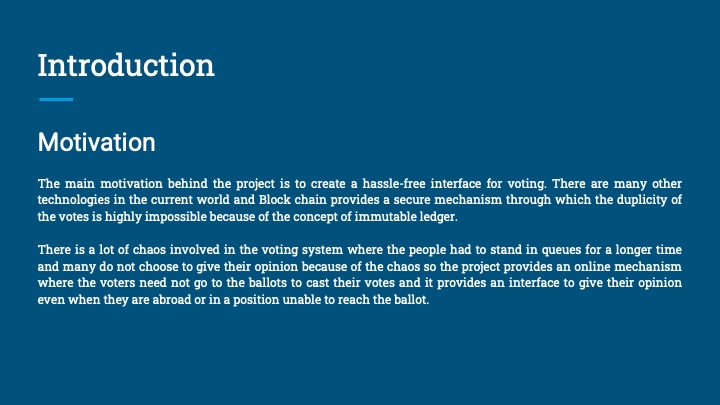 Introduction
Motivation
The main motivation behind the project is to create a hassle-free interface for voting. There are many other
technologies in the current world and Block chain provides a secure mechanism through which the duplicity of
the votes is highly impossible because of the concept of immutable ledger.
There is a lot of chaos involved in the voting system where the people had to stand in queues for a longer time
and many do not choose to give their opinion because of the chaos so the project provides an online mechanism
where the voters need not go to the ballots to cast their votes and it provides an interface to give their opinion
even when they are abroad or in a position unable to reach the ballot.